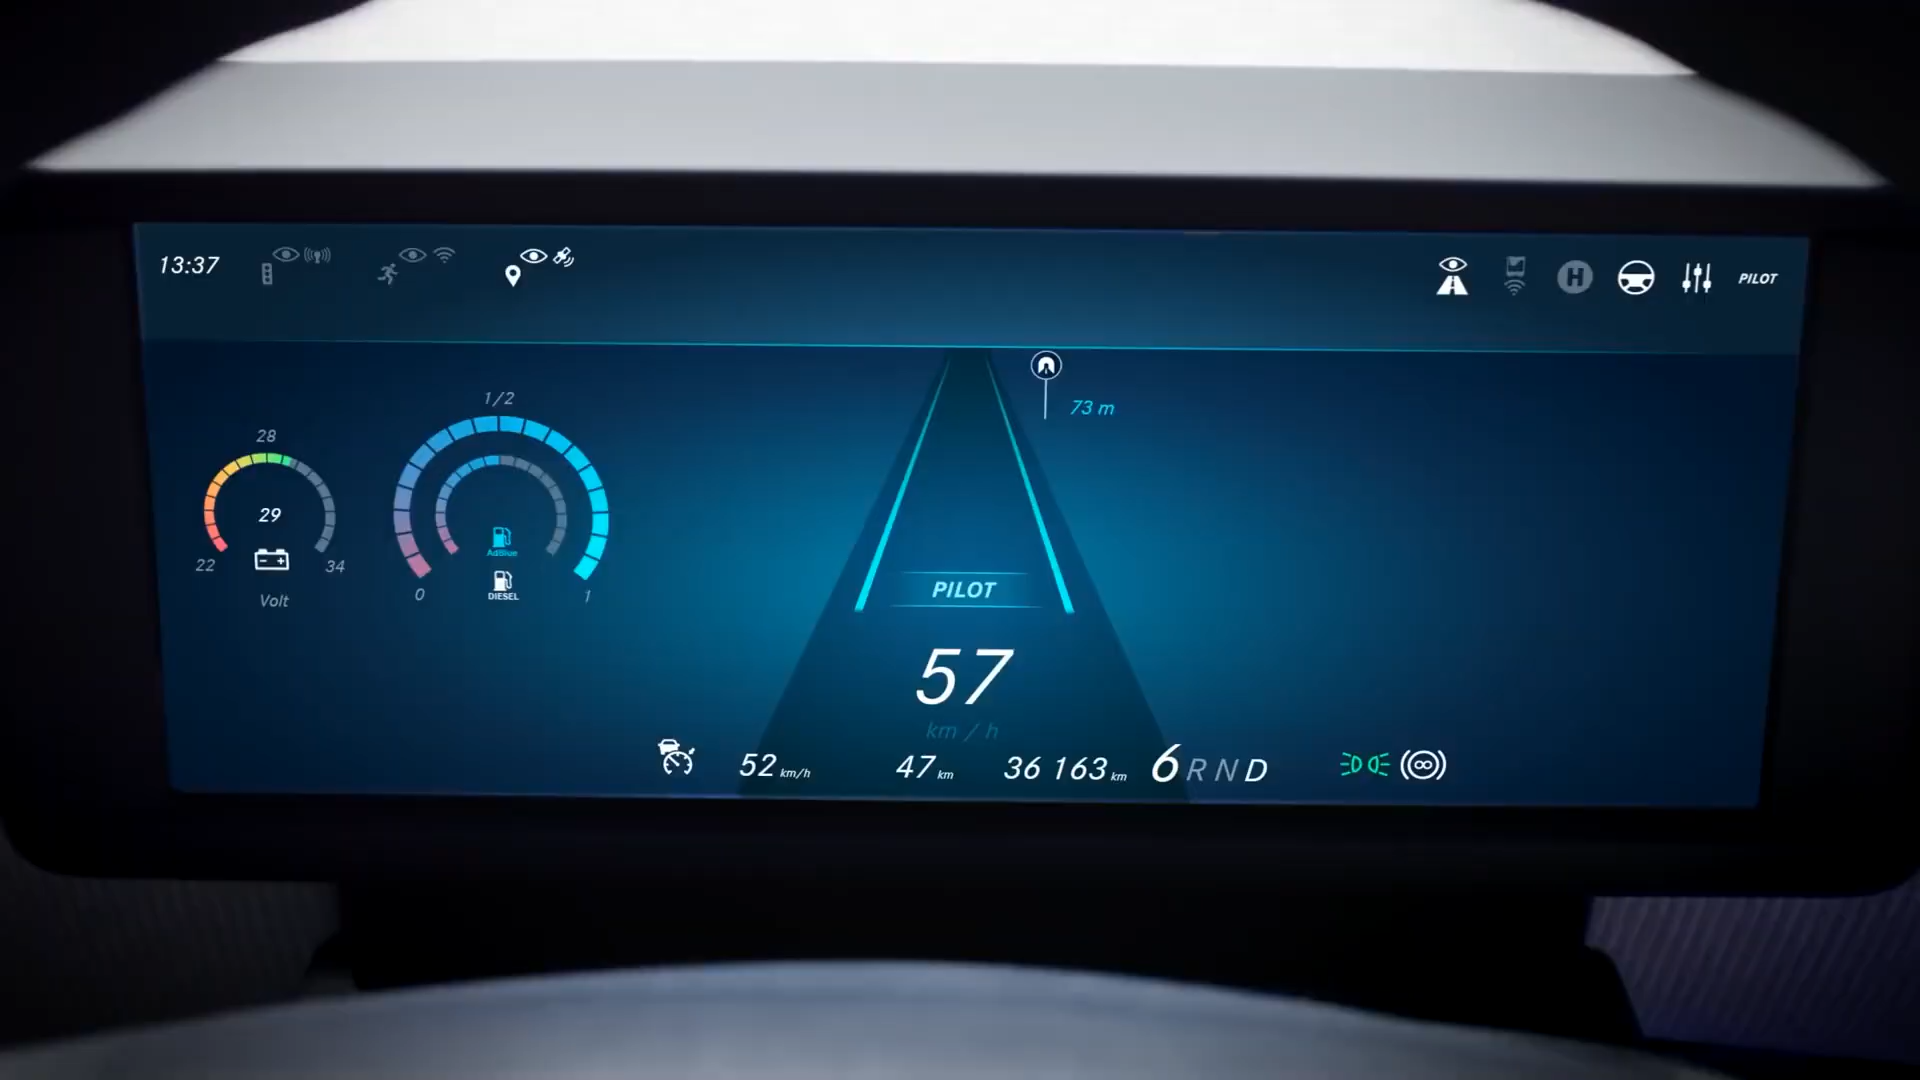 13:37
H
PILOT
73 m
1/2
28
29
22
34
Volt
AdBlue
DIESEL
0
1
PILOT
57
km / h
52 km/h
47 km
36 163 km
6 R N D